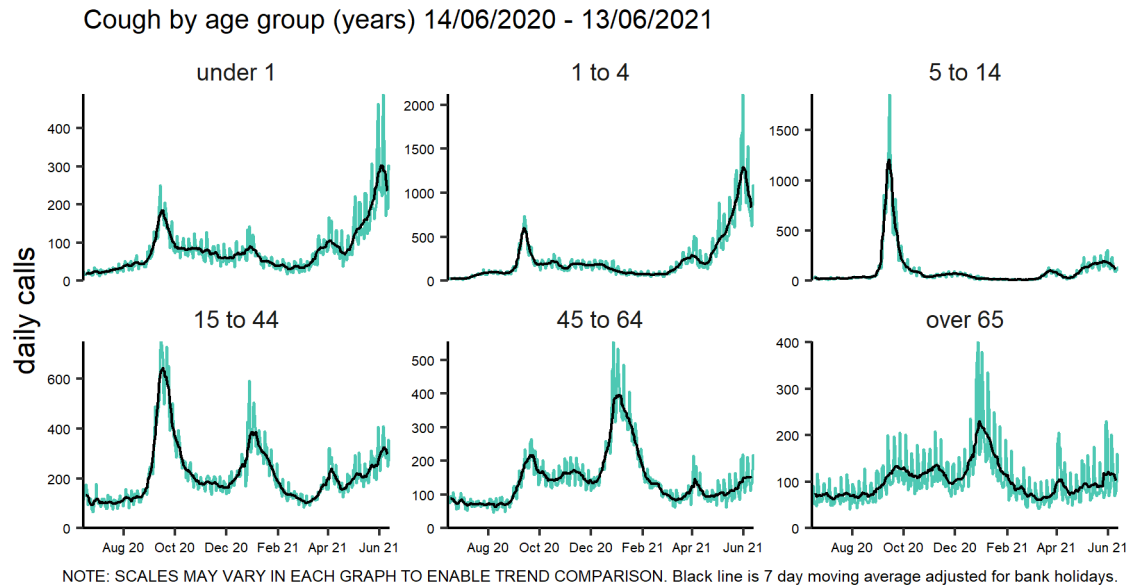 Cough by age group (years) 14/06/2020 - 13/06/2021
under 1
1 to 4
5 to 14
400
300
200
100
0
2000
1500
1000
500
0
1500
1000
500
0
daily calls
15 to 44
45 to 64
over 65
600
400
200
0
500
400
300
200
100
0
400
300
200
100
0
Aug 20 Oct 20 Dec 20 Feb 21 Apr 21 Jun 21
Aug 20 Oct 20 Dec 20 Feb 21 Apr 21 Jun 21
Aug 20 Oct 20 Dec 20 Feb 21 Apr 21 Jun 21
NOTE: SCALES MAY VARY IN EACH GRAPH TO ENABLE TREND COMPARISON. Black line is 7 day moving average adjusted for bank holidays.